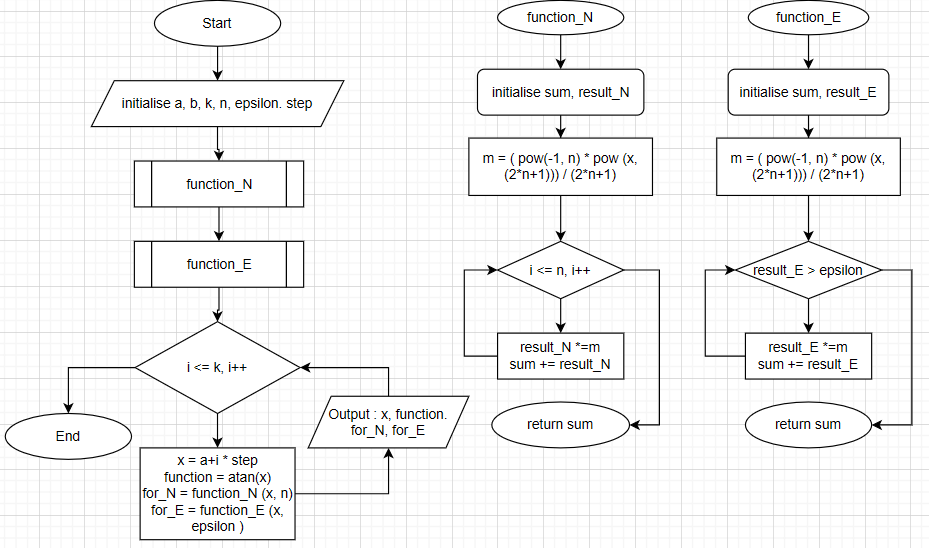 Start
initialise a, b, k, n, epsilon. step
function_N
function_E
i <= k, i++
End
x = a+i * step
function = atan(x)
for_N = function_N (x, n)
for_E = function_E (x,
epsilon )
Output : x, function.
for_N, for_E
function_N
initialise sum, result_N
m = ( pow(-1, n) * pow (x,
(2*n+1))) / (2*n+1)
i <= n, i++
result_N *=m
sum += result_N
return sum
function_E
initialise sum, result_E
m = ( pow(-1, n) * pow (x,
(2*n+1))) / (2*n+1)
result_E > epsilon
result_E *=m
sum += result_E
return sum